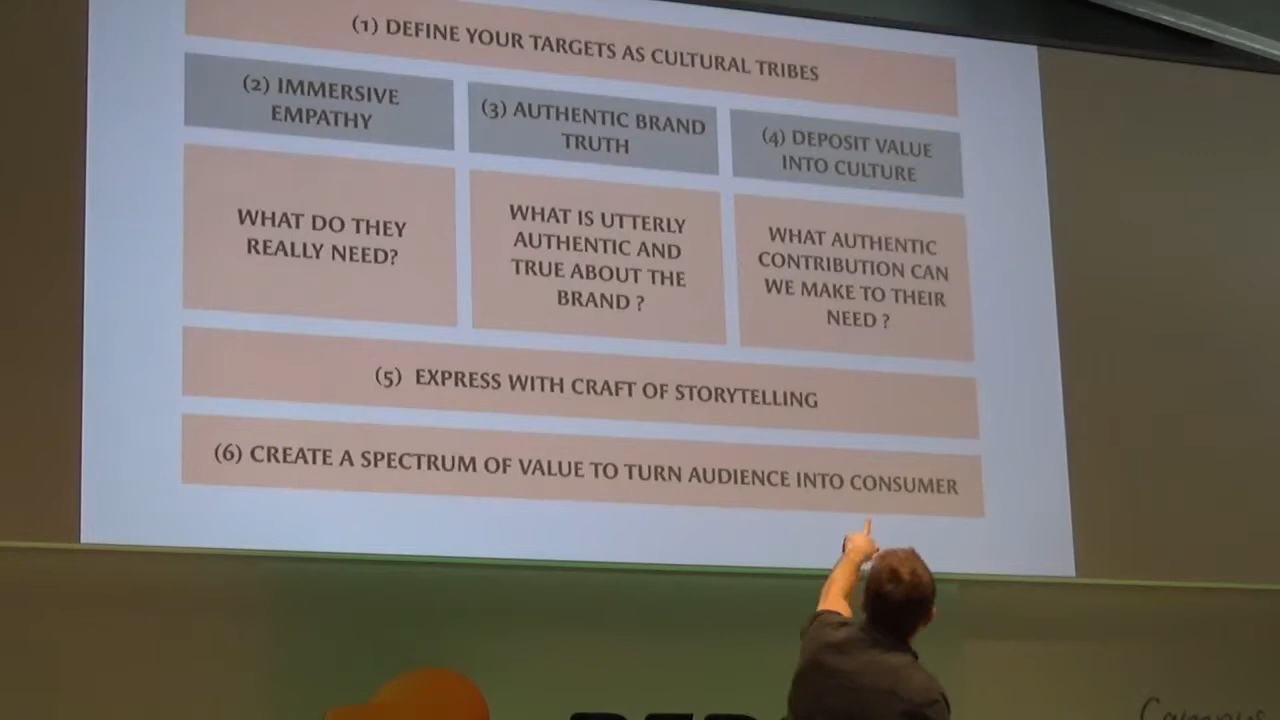 (1) DEFINE YOUR TARGETS AS CULTURAL TRIBES
(2) IMMERSIVE
EMPATHY
(3) AUTHENTIC BRAND
TRUTH
(4) DEPOSIT VALUE
INTO CULTURE
WHAT DO THEY
REALLY NEED?
WHAT IS UTTERLY
AUTHENTIC AND
TRUE ABOUT THE
BRAND ?
WHAT AUTHENTIC
CONTRIBUTION CAN
WE MAKE TO THEIR
NEED ?
(5) EXPRESS WITH CRAFT OF STORYTELLING
(6) CREATE A SPECTRUM OF VALUE TO TURN AUDIENCE INTO CONSUMER